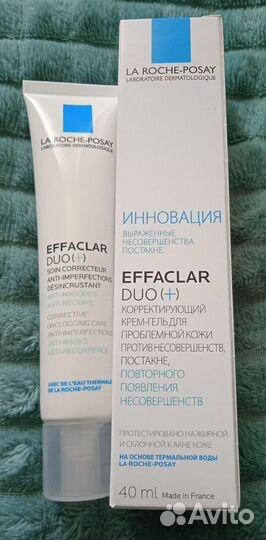 LA ROCHE-POSAY
LABORATOIRE DERMATOLOGIQUE
EFFACLAR
DUO(+)
SOIN CORRECTEUR
ANTI-IMPERFECTIONS
DÉSINCRUSTANT
ANTI-MARQUES
ANTI-RÉCIDIVE
CORRECTIVE
UNCLOGGING CARE
ANTI-IMPERFECTIONS
ANTI-MARKS
ANTI-RECURRENCE
AVEC DE L'EAU THERMALE
DE LA ROCHE-POSAY
LA ROCHE-POSAY
LABORATOIRE DERMATOLOGIQUE
ИННОВАЦИЯ
ВЫРАЖЕННЫЕ
НЕСОВЕРШЕНСТВА.
ПОСТАКНЕ.
EFFACLAR
DUO(+)
КОРРЕКТИРУЮЩИЙ
КРЕМ-ГЕЛЬ ДЛЯ
ПРОБЛЕМНОЙ КОЖИ
ПРОТИВ НЕСОВЕРШЕНСТВ,
ПОСТАКНЕ,
ПОВТОРНОГО
ПОЯВЛЕНИЯ
НЕСОВЕРШЕНСТВ
ПРОТЕСТИРОВАНО НА ЖИРНОЙ
И СКЛОННОЙ К АКНЕ КОЖЕ
НА ОСНОВЕ ТЕРМАЛЬНОЙ ВОДЫ
LA ROCHE-POSAY
40 ml Made in France
Avito